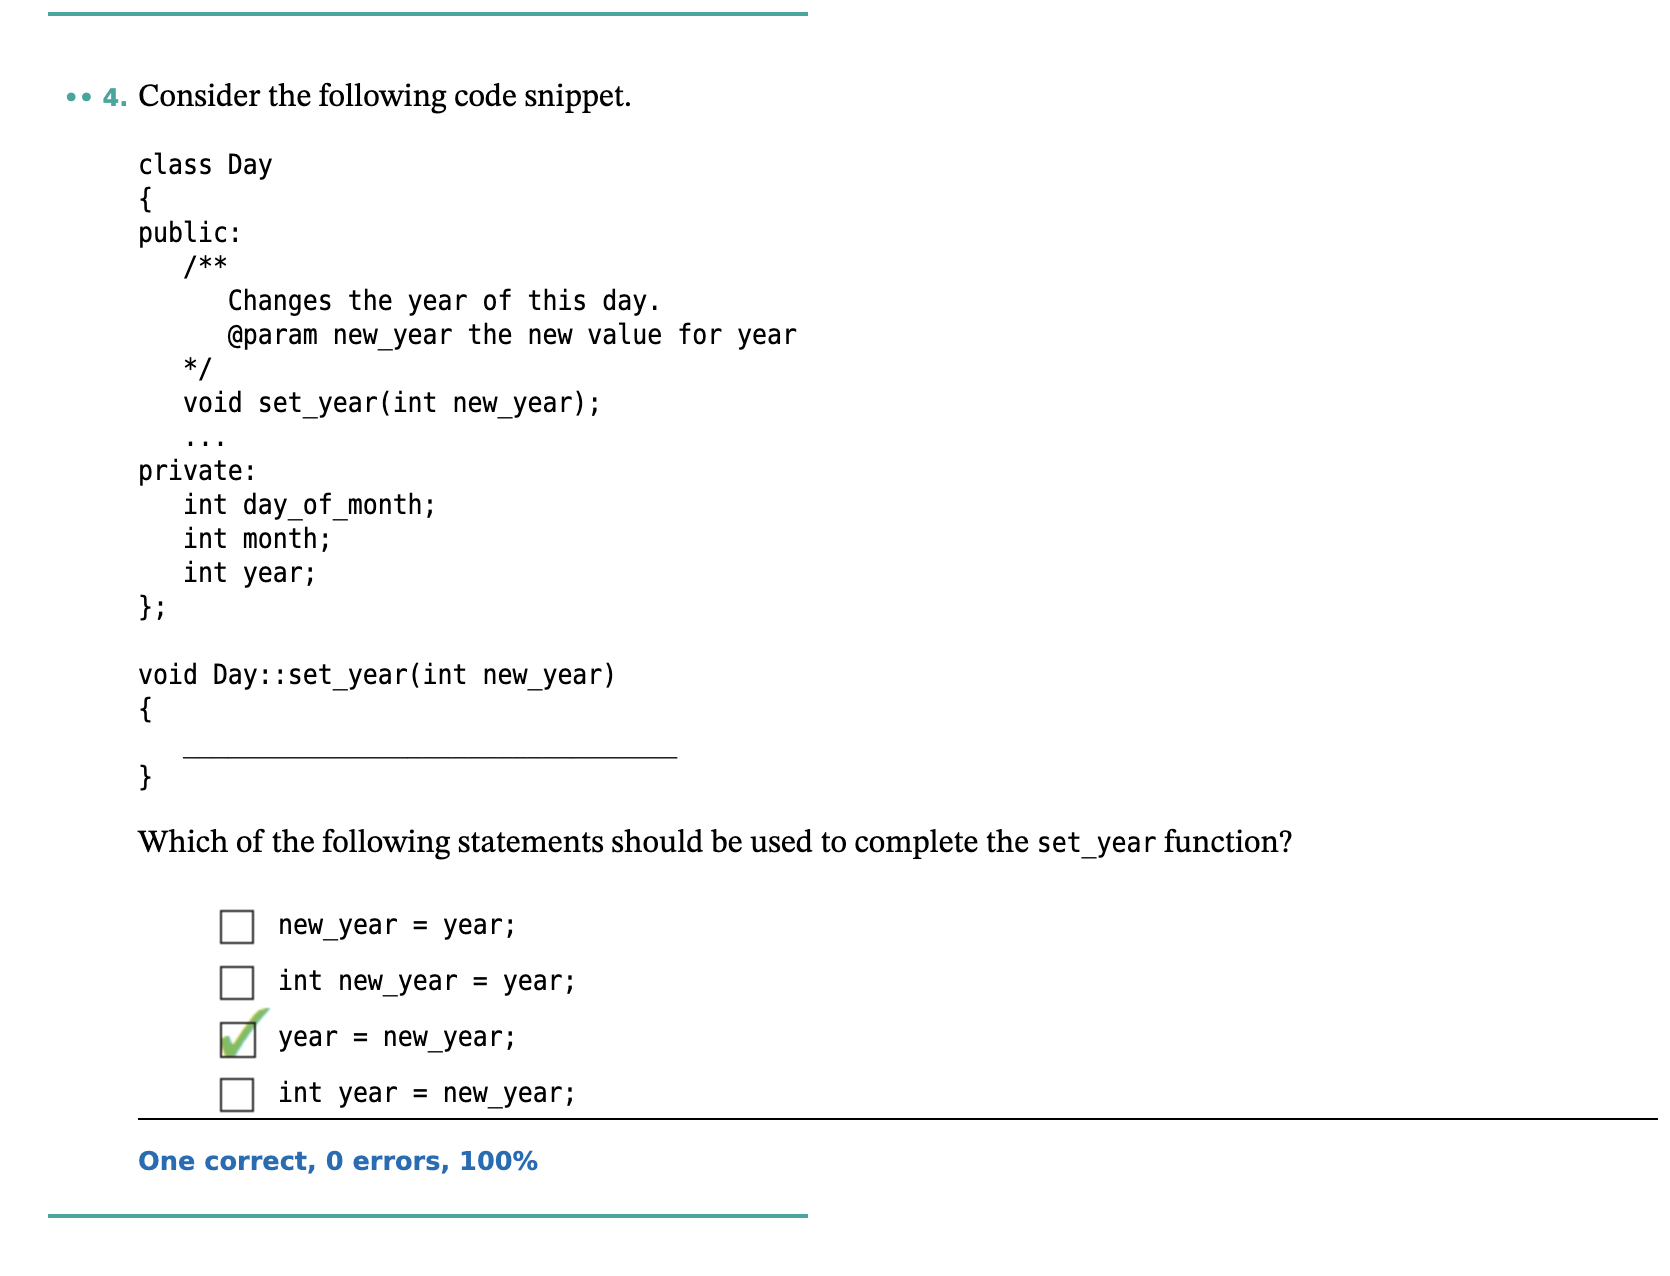 •• 4. Consider the following code snippet.
class Day
{
public:
   /**
      Changes the year of this day.
      @param new_year the new value for year
   */
   void set_year(int new_year);
   ...
private:
   int day_of_month;
   int month;
   int year;
};
void Day::set_year(int new_year)
{
   _________________________________
}
Which of the following statements should be used to complete the set_year function?
new_year = year;
int new_year = year;
year = new_year;
int year = new_year;
One correct, 0 errors, 100%